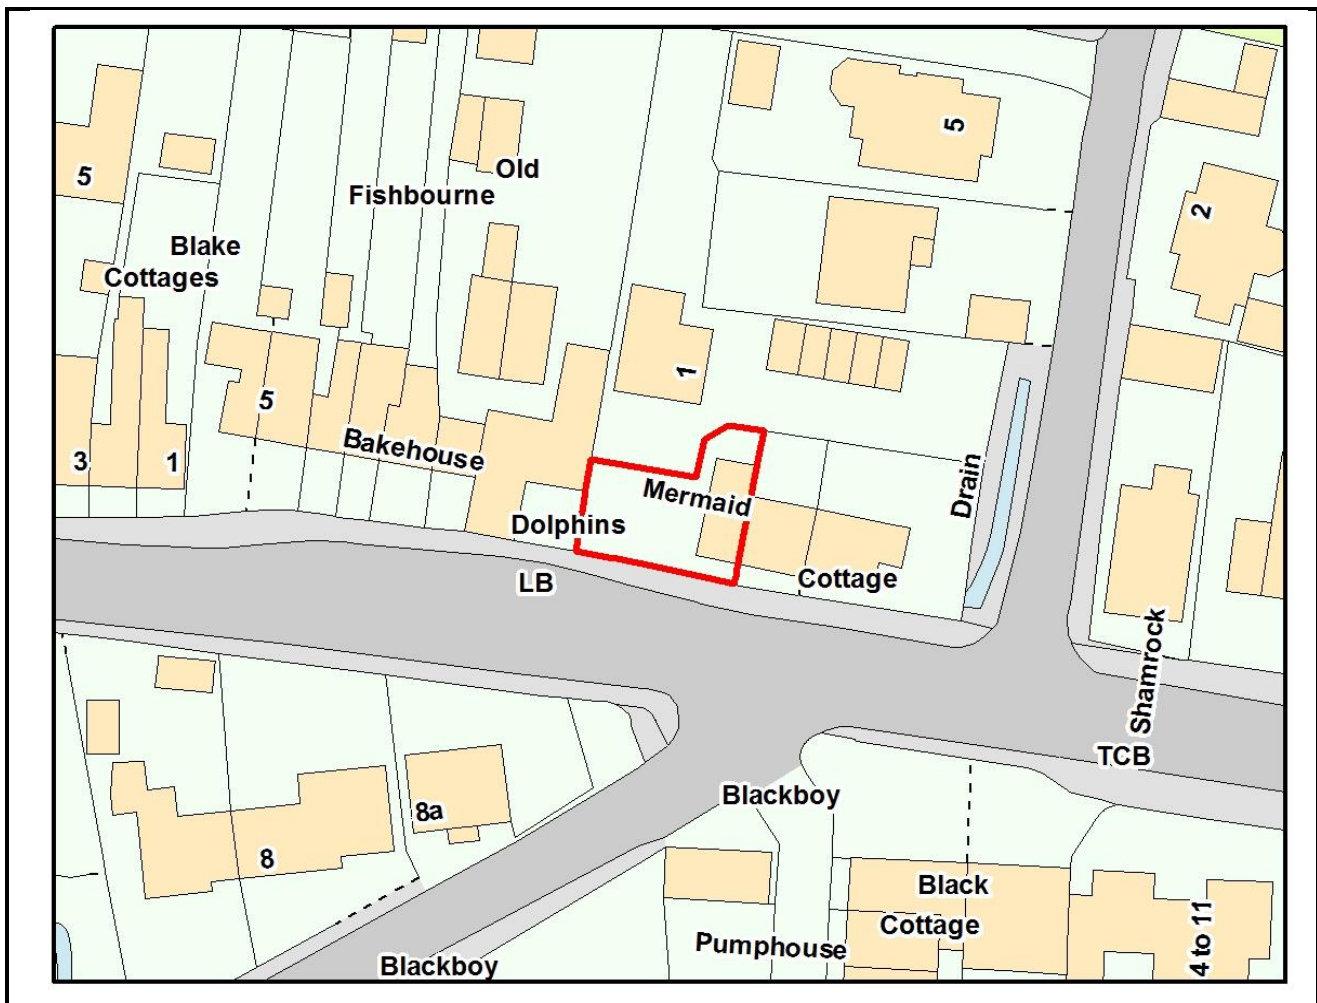 5
5
Old
Fishbourne
2
Blake
Cottages
1
5
Bakehouse
3
1
Mermaid
Drain
Dolphins
LB
Cottage
Shamrock
TCB
Blackboy
8a
8
Black
Cottage
4 to 11
Pumphouse
Blackboy